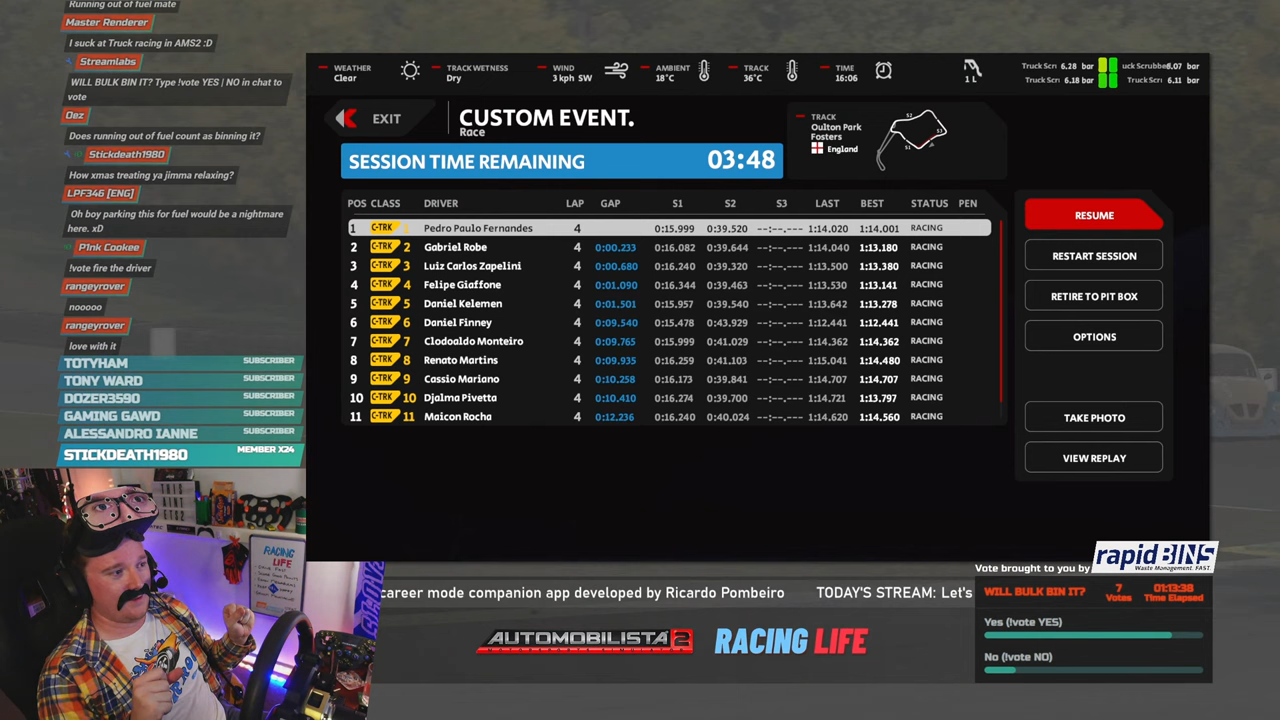 Running out of fuel mate
Master Renderer
I suck at Truck racing in AMS2 :D
Streamlabs
WILL BULK BIN IT? Type !vote YES | NO in chat to
vote
Oez
Does running out of fuel count as binning it?
Stickdeath1980
How xmas treating ya jimma relaxing?
LPF346 [ENG]
Oh boy parking this for fuel would be a nightmare
here. xD
P1nk Cookee
!vote fire the driver
rangeyrover
nooooo
rangeyrover
love with it
TOTYHAM SUBSCRIBER
TONY WARD SUBSCRIBER
DOZER3590 SUBSCRIBER
GAMING GAWD SUBSCRIBER
ALESSANDRO IANNE SUBSCRIBER
STICKDEATH1980 MEMBER X24
WEATHER
Clear
TRACK WETNESS
Dry
WIND
3 kph SW
AMBIENT
18°C
TRACK
36°C
TIME
16:06
1 L
Truck Scri 6.28 bar
uck Scrubbe 6.07 bar
Truck Scri 6.18 bar
Truck Scri 6.11 bar
EXIT
CUSTOM EVENT.
Race
TRACK
Oulton Park
Fosters
England
S2
S3
S1
SESSION TIME REMAINING 03:48
POS CLASS DRIVER LAP GAP S1 S2 S3 LAST BEST STATUS PEN
1 C-TRK 1 Pedro Paulo Fernandes 4 0:15.999 0:39.520 --:--.--- 1:14.020 1:14.001 RACING
2 C-TRK 2 Gabriel Robe 4 0:00.233 0:16.082 0:39.644 --:--.--- 1:14.040 1:13.180 RACING
3 C-TRK 3 Luiz Carlos Zapelini 4 0:00.680 0:16.240 0:39.320 --:--.--- 1:13.500 1:13.380 RACING
4 C-TRK 4 Felipe Giaffone 4 0:01.090 0:16.344 0:39.463 --:--.--- 1:13.530 1:13.141 RACING
5 C-TRK 5 Daniel Kelemen 4 0:01.501 0:15.957 0:39.540 --:--.--- 1:13.642 1:13.278 RACING
6 C-TRK 6 Daniel Finney 4 0:09.540 0:15.478 0:43.929 --:--.--- 1:12.441 1:12.441 RACING
7 C-TRK 7 Clodoaldo Monteiro 4 0:09.765 0:15.999 0:41.029 --:--.--- 1:14.362 1:14.362 RACING
8 C-TRK 8 Renato Martins 4 0:09.935 0:16.259 0:41.103 --:--.--- 1:15.041 1:14.480 RACING
9 C-TRK 9 Cassio Mariano 4 0:10.258 0:16.173 0:39.841 --:--.--- 1:14.707 1:14.707 RACING
10 C-TRK 10 Djalma Pivetta 4 0:10.410 0:16.274 0:39.700 --:--.--- 1:14.721 1:13.797 RACING
11 C-TRK 11 Maicon Rocha 4 0:12.236 0:16.240 0:40.024 --:--.--- 1:14.620 1:14.560 RACING
RESUME
RESTART SESSION
RETIRE TO PIT BOX
OPTIONS
TAKE PHOTO
VIEW REPLAY
RACING
LIFE
Vote brought to you by
rapidBINS
Waste Management. FAST.
career mode companion app developed by Ricardo Pombeiro TODAY'S STREAM: Let's
AUTOMOBILISTA 2
RACING LIFE
WILL BULK BIN IT?
7
Votes
01:13:38
Time Elapsed
Yes (!vote YES)
No (!vote NO)